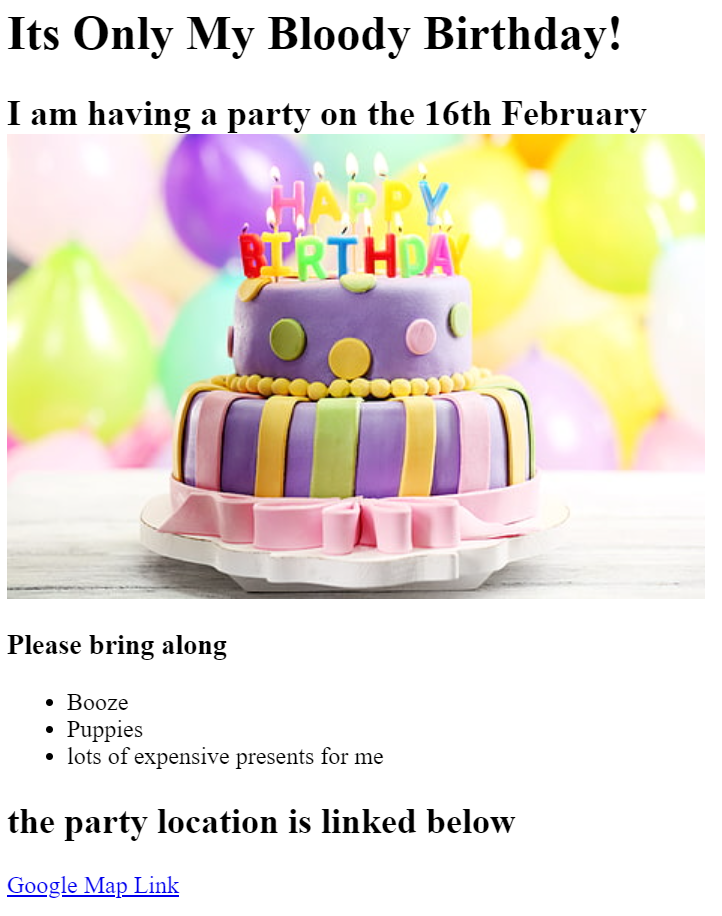 Its Only My Bloody Birthday!
I am having a party on the 16th February
HAPPY
BIRTHDAY
Please bring along
Booze
Puppies
lots of expensive presents for me
the party location is linked below
Google Map Link